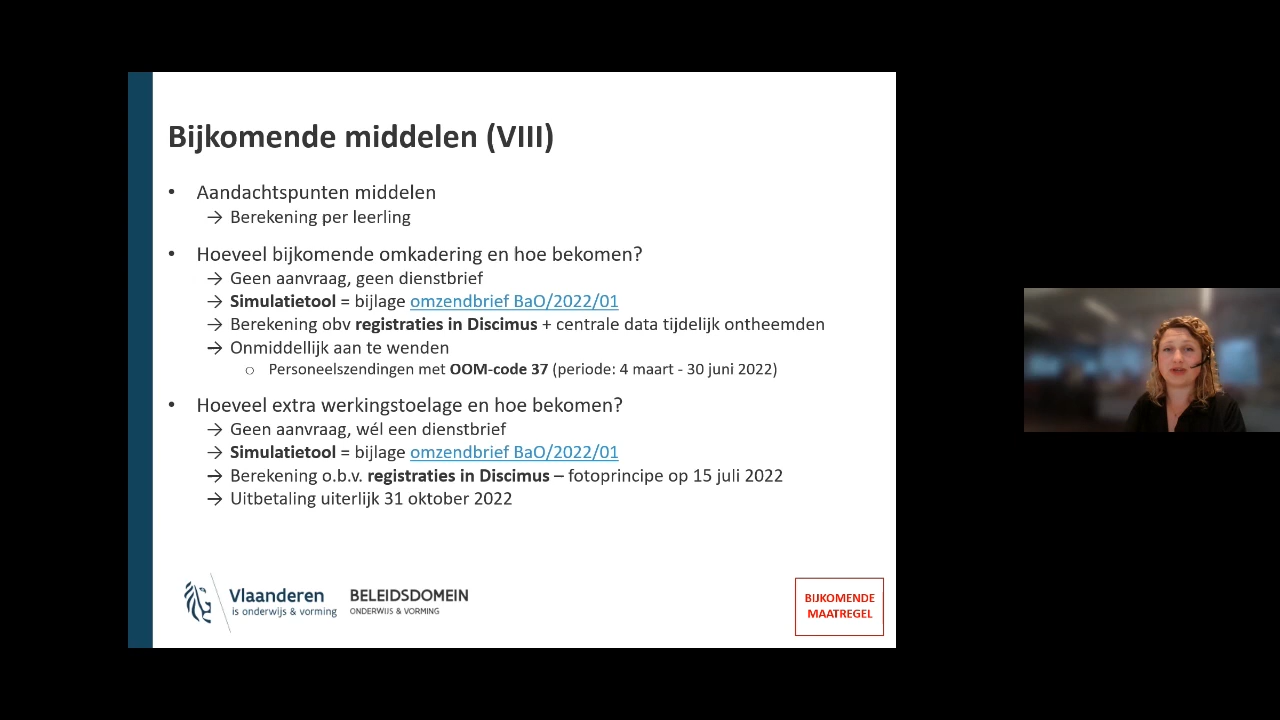 Bijkomende middelen (VIII)
• Aandachtspunten middelen
→ Berekening per leerling
• Hoeveel bijkomende omkadering en hoe bekomen?
→ Geen aanvraag, geen dienstbrief
→ Simulatietool = bijlage omzendbrief BaO/2022/01
→ Berekening obv registraties in Discimus + centrale data tijdelijk ontheemden
→ Onmiddellijk aan te wenden
○ Personeelszendingen met OOM-code 37 (periode: 4 maart - 30 juni 2022)
• Hoeveel extra werkingstoelage en hoe bekomen?
→ Geen aanvraag, wél een dienstbrief
→ Simulatietool = bijlage omzendbrief BaO/2022/01
→ Berekening o.b.v. registraties in Discimus – fotoprincipe op 15 juli 2022
→ Uitbetaling uiterlijk 31 oktober 2022
Vlaanderen
is onderwijs & vorming
BELEIDSDOMEIN
ONDERWIJS & VORMING
BIJKOMENDE
MAATREGEL